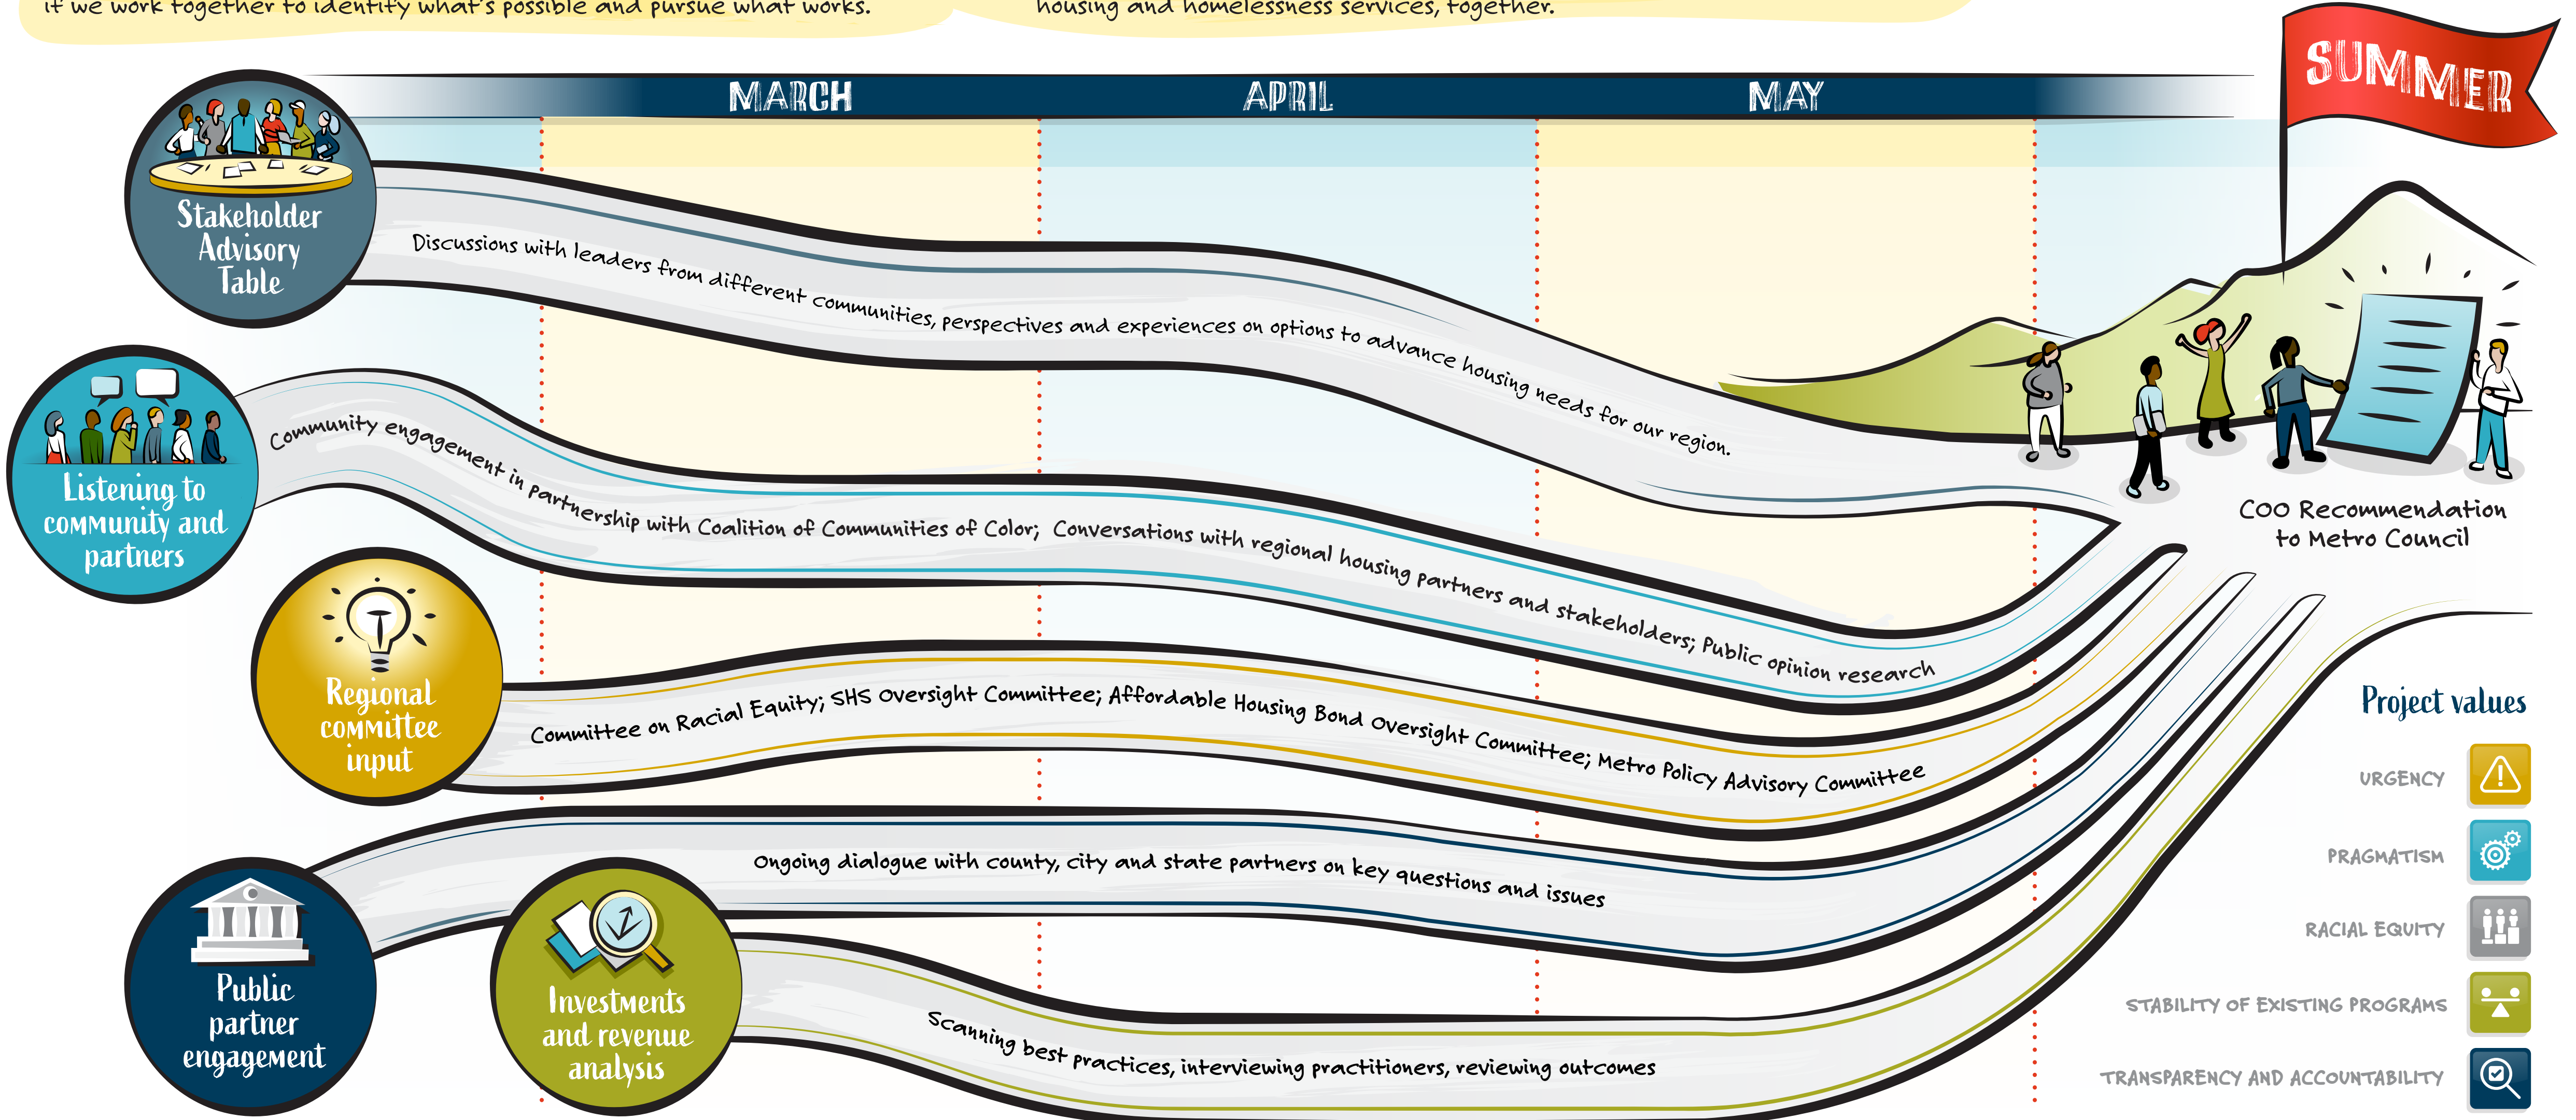 if we work together to identify what's possible and pursue what works.
housing and homelessness services, together.
MARCH
APRIL
MAY
SUMMER
Stakeholder
Advisory
Table
Discussions with leaders from different communities, perspectives and experiences on options to advance housing needs for our region.
Listening to
community and
partners
Community engagement in partnership with Coalition of Communities of Color; Conversations with regional housing partners and stakeholders; Public opinion research
Regional
committee
input
Committee on Racial Equity; SHS Oversight Committee; Affordable Housing Bond Oversight Committee; Metro Policy Advisory Committee
Public
partner
engagement
Ongoing dialogue with county, city and state partners on key questions and issues
Investments
and revenue
analysis
Scanning best practices, interviewing practitioners, reviewing outcomes
COO Recommendation
to Metro Council
Project values
URGENCY
PRAGMATISM
RACIAL EQUITY
STABILITY OF EXISTING PROGRAMS
TRANSPARENCY AND ACCOUNTABILITY